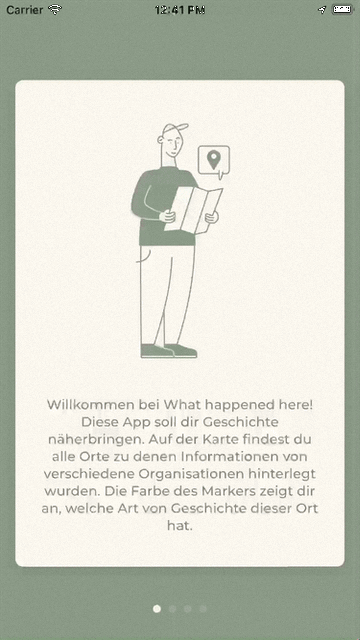 Carrier
12:41 PM
Willkommen bei What happened here!
Diese App soll dir Geschichte
näherbringen. Auf der Karte findest du
alle Orte zu denen Informationen von
verschiedene Organisationen hinterlegt
wurden. Die Farbe des Markers zeigt dir
an, welche Art von Geschichte dieser Ort
hat.